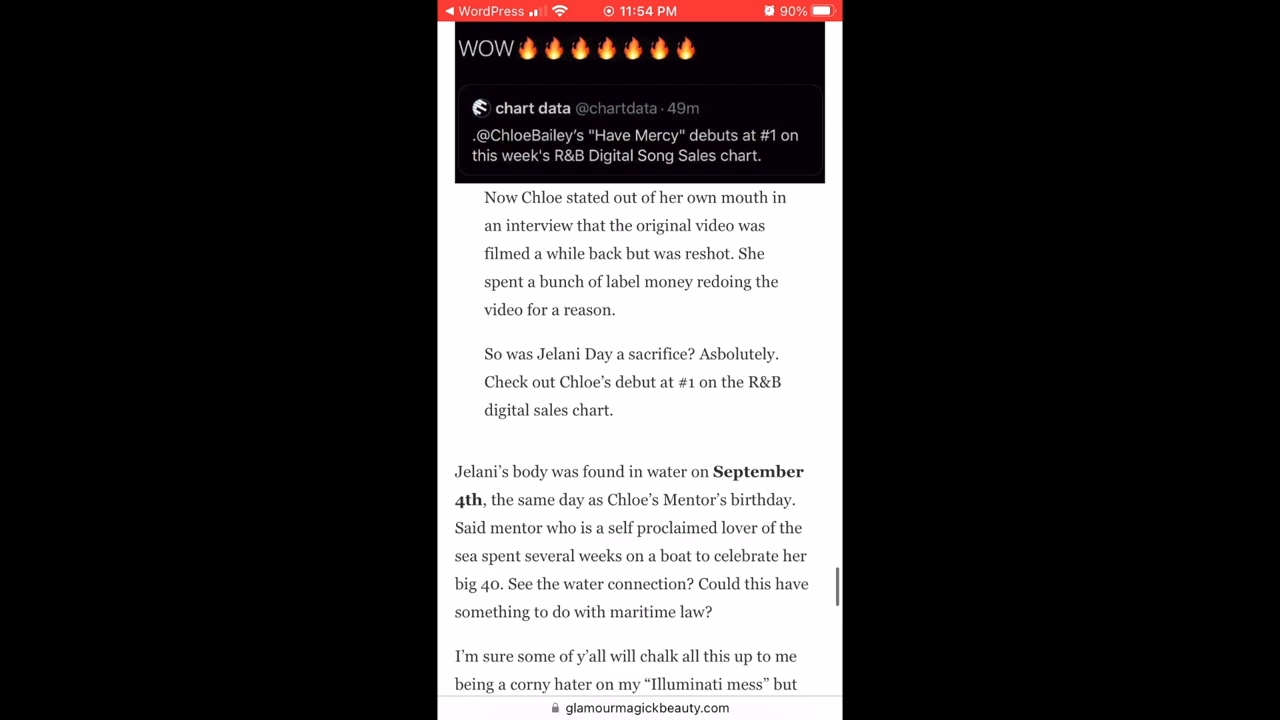 WordPress 11:54 PM 90%
WOW🔥🔥🔥🔥🔥🔥🔥
chart data @chartdata · 49m
.@ChloeBailey's "Have Mercy" debuts at #1 on
this week's R&B Digital Song Sales chart.
Now Chloe stated out of her own mouth in
an interview that the original video was
filmed a while back but was reshot. She
spent a bunch of label money redoing the
video for a reason.
So was Jelani Day a sacrifice? Asbolutely.
Check out Chloe’s debut at #1 on the R&B
digital sales chart.
Jelani’s body was found in water on September
4th, the same day as Chloe’s Mentor’s birthday.
Said mentor who is a self proclaimed lover of the
sea spent several weeks on a boat to celebrate her
big 40. See the water connection? Could this have
something to do with maritime law?
I’m sure some of y’all will chalk all this up to me
being a corny hater on my “Illuminati mess” but
glamourmagickbeauty.com